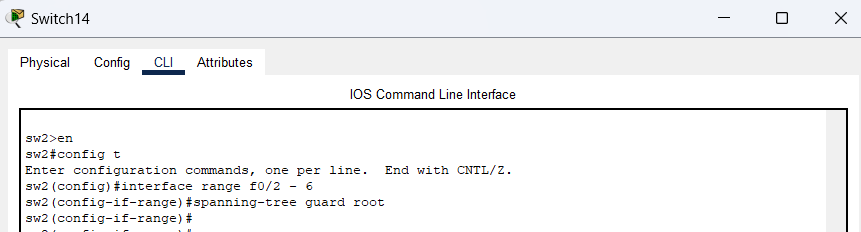 Switch14
Physical Config CLI Attributes
IOS Command Line Interface
sw2>en
sw2#config t
Enter configuration commands, one per line.  End with CNTL/Z.
sw2(config)#interface range f0/2 - 6
sw2(config-if-range)#spanning-tree guard root
sw2(config-if-range)#